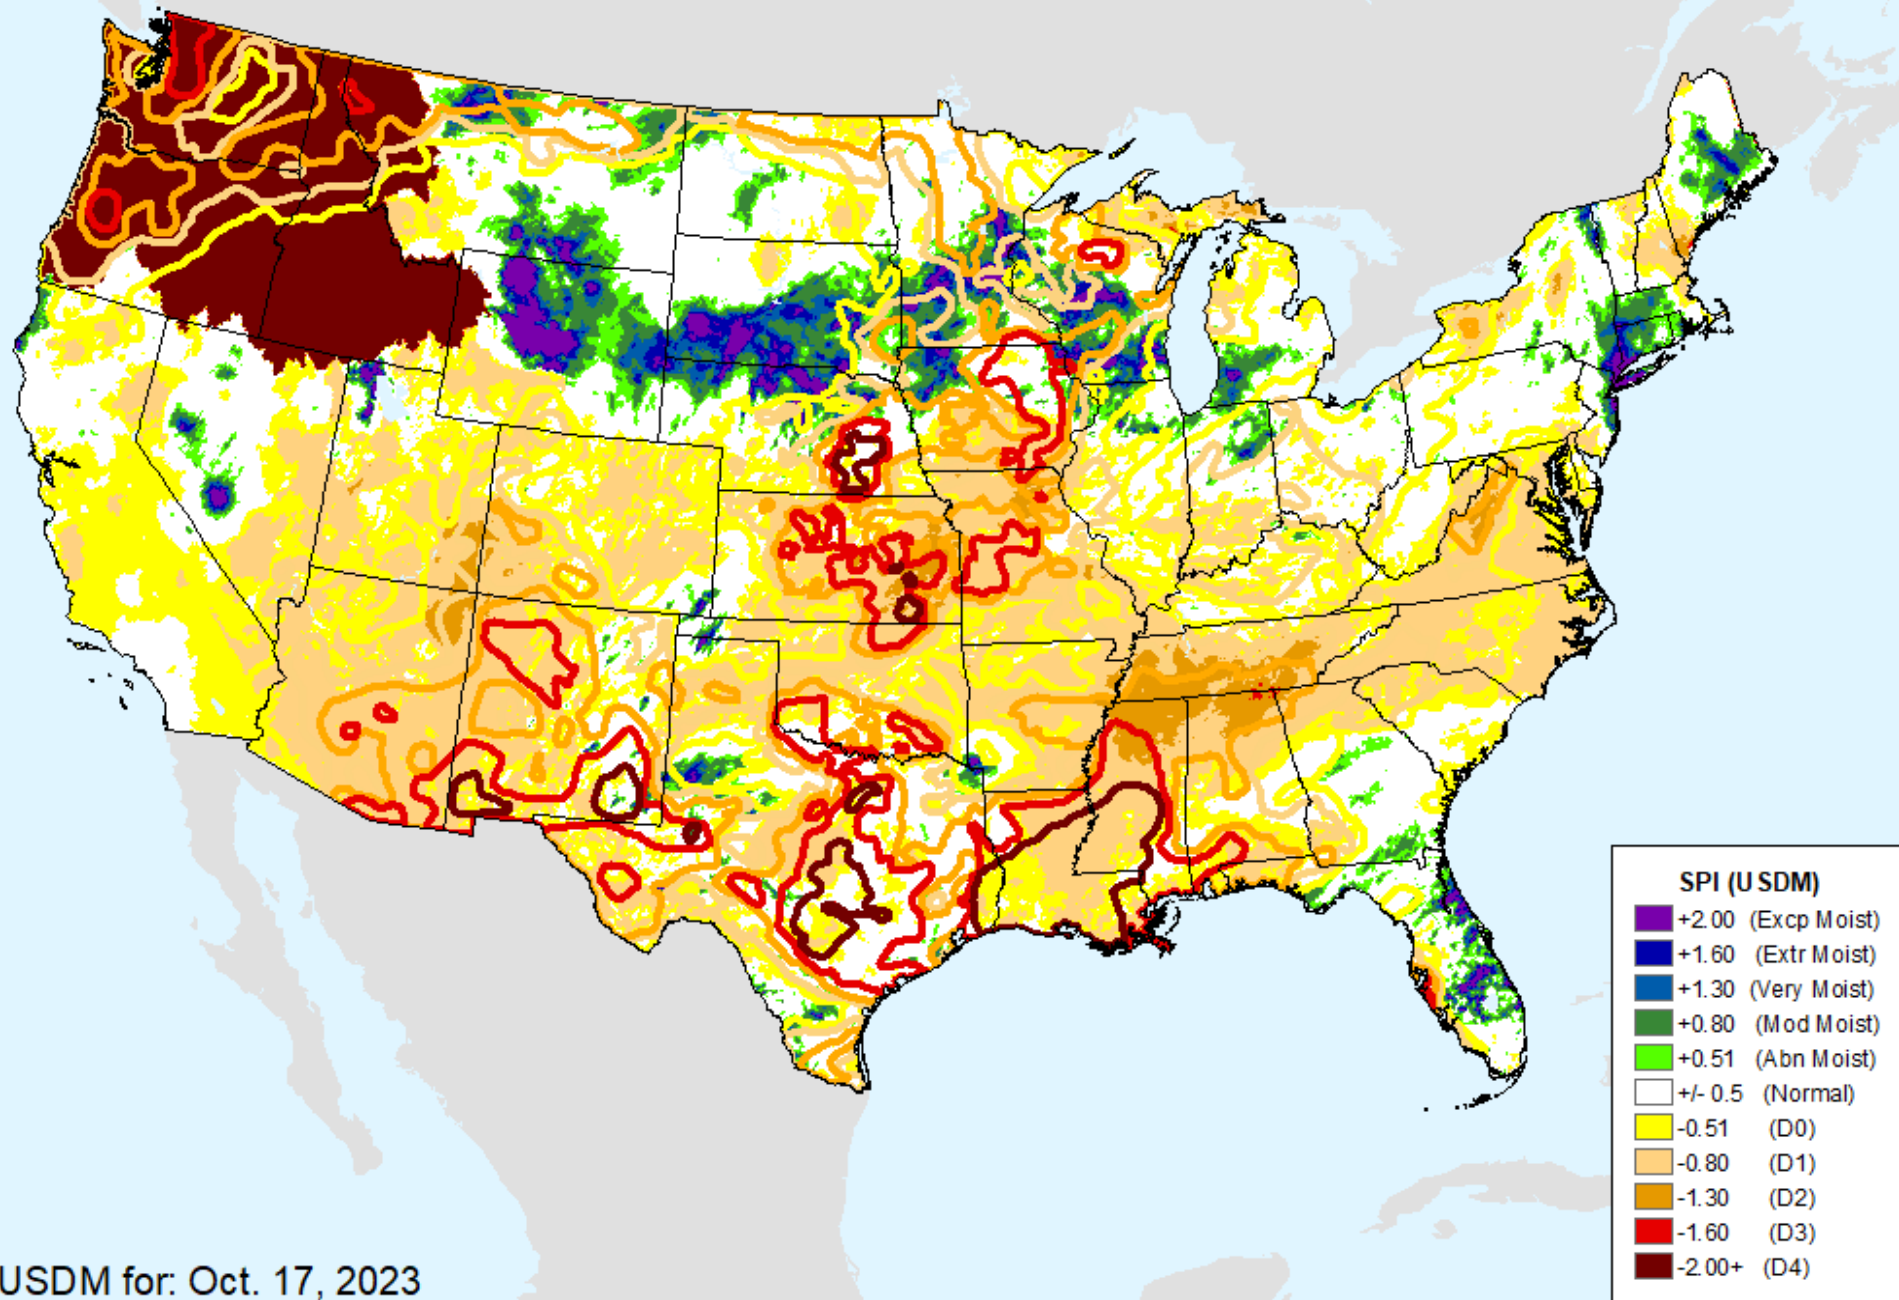 SPI (USDM)
+2.00 (Excp Moist)
+1.60 (Extr Moist)
+1.30 (Very Moist)
+0.80 (Mod Moist)
+0.51 (Abn Moist)
+/- 0.5 (Normal)
-0.51 (D0)
-0.80 (D1)
-1.30 (D2)
-1.60 (D3)
-2.00+ (D4)
USDM for: Oct. 17, 2023